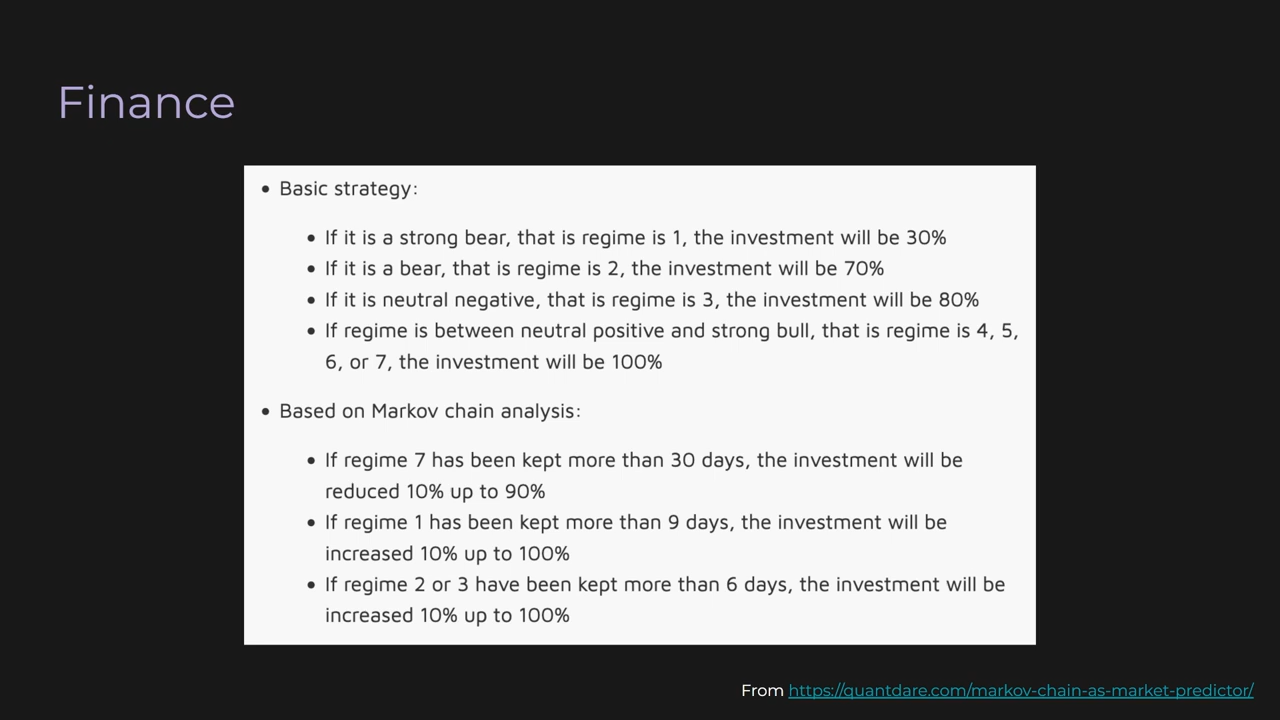 Finance
• Basic strategy:
• If it is a strong bear, that is regime is 1, the investment will be 30%
• If it is a bear, that is regime is 2, the investment will be 70%
• If it is neutral negative, that is regime is 3, the investment will be 80%
• If regime is between neutral positive and strong bull, that is regime is 4, 5,
6, or 7, the investment will be 100%
• Based on Markov chain analysis:
• If regime 7 has been kept more than 30 days, the investment will be
reduced 10% up to 90%
• If regime 1 has been kept more than 9 days, the investment will be
increased 10% up to 100%
• If regime 2 or 3 have been kept more than 6 days, the investment will be
increased 10% up to 100%
From https://quantdare.com/markov-chain-as-market-predictor/